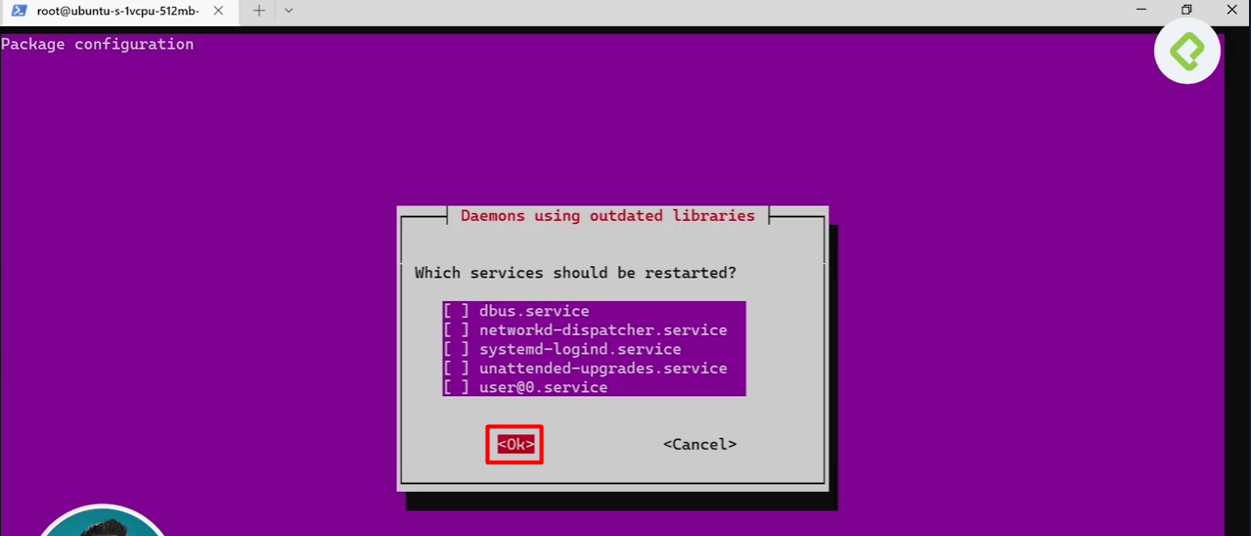 root@ubuntu-s-1vcpu-512mb-
Package configuration
Daemons using outdated libraries
Which services should be restarted?
[ ] dbus.service
[ ] networkd-dispatcher.service
[ ] systemd-logind.service
[ ] unattended-upgrades.service
[ ] user@0.service
<Ok> <Cancel>